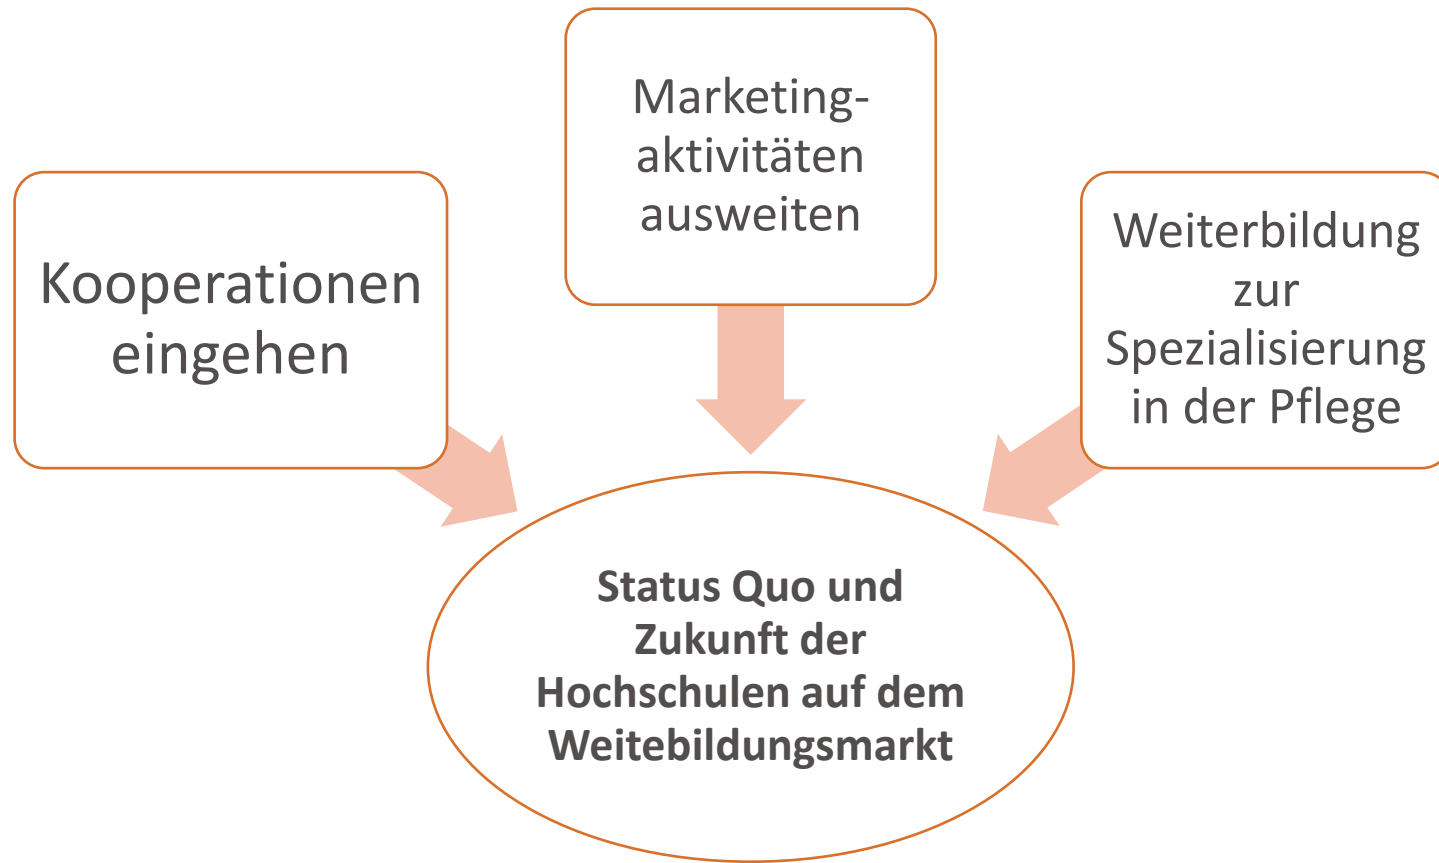 Marketing-
aktivitäten
ausweiten
Kooperationen
eingehen
Weiterbildung
zur
Spezialisierung
in der Pflege
Status Quo und
Zukunft der
Hochschulen auf dem
Weitebildungsmarkt